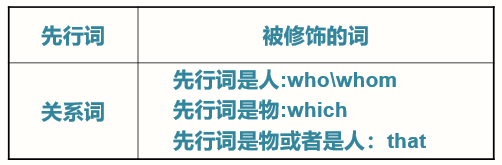 先行词 被修饰的词
关系词
先行词是人:who\whom
先行词是物:which
先行词是物或者是人：that